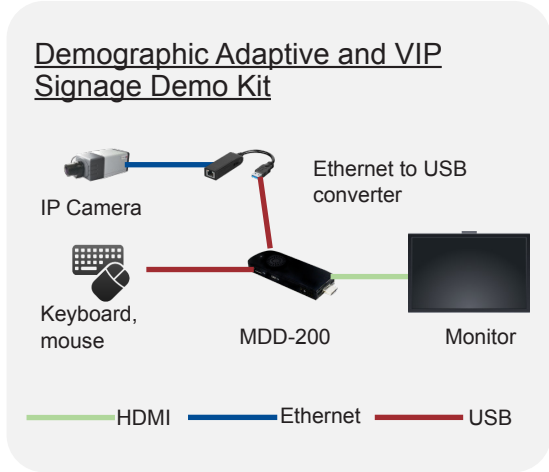 Demographic Adaptive and VIP
Signage Demo Kit
Ethernet to USB
converter
IP Camera
Keyboard,
mouse
MDD-200
Monitor
HDMI
Ethernet
USB